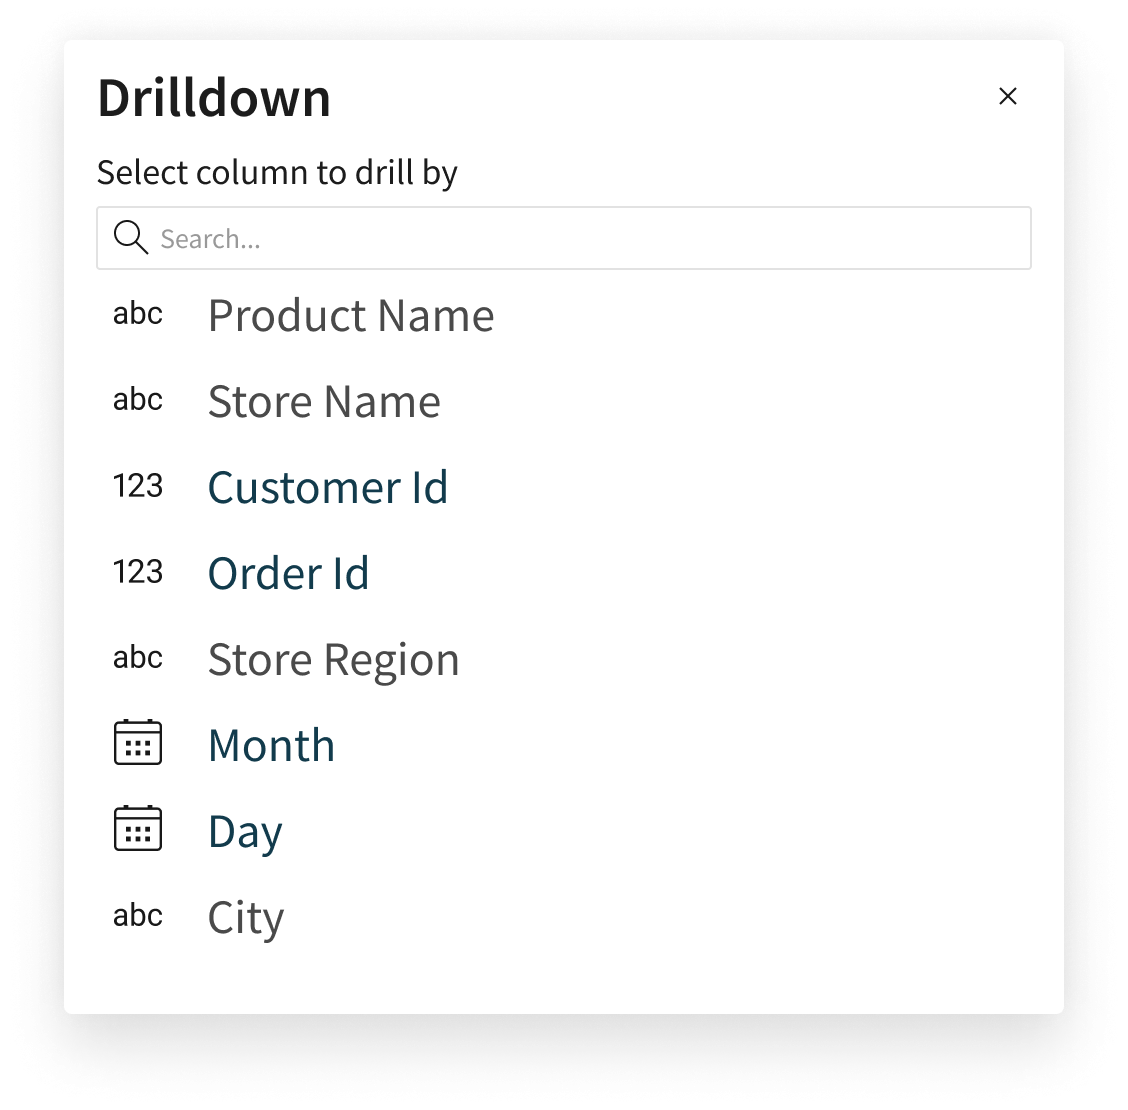 Drilldown
Select column to drill by
Search...
abc Product Name
abc Store Name
123 Customer Id
123 Order Id
abc Store Region
Month
Day
abc City